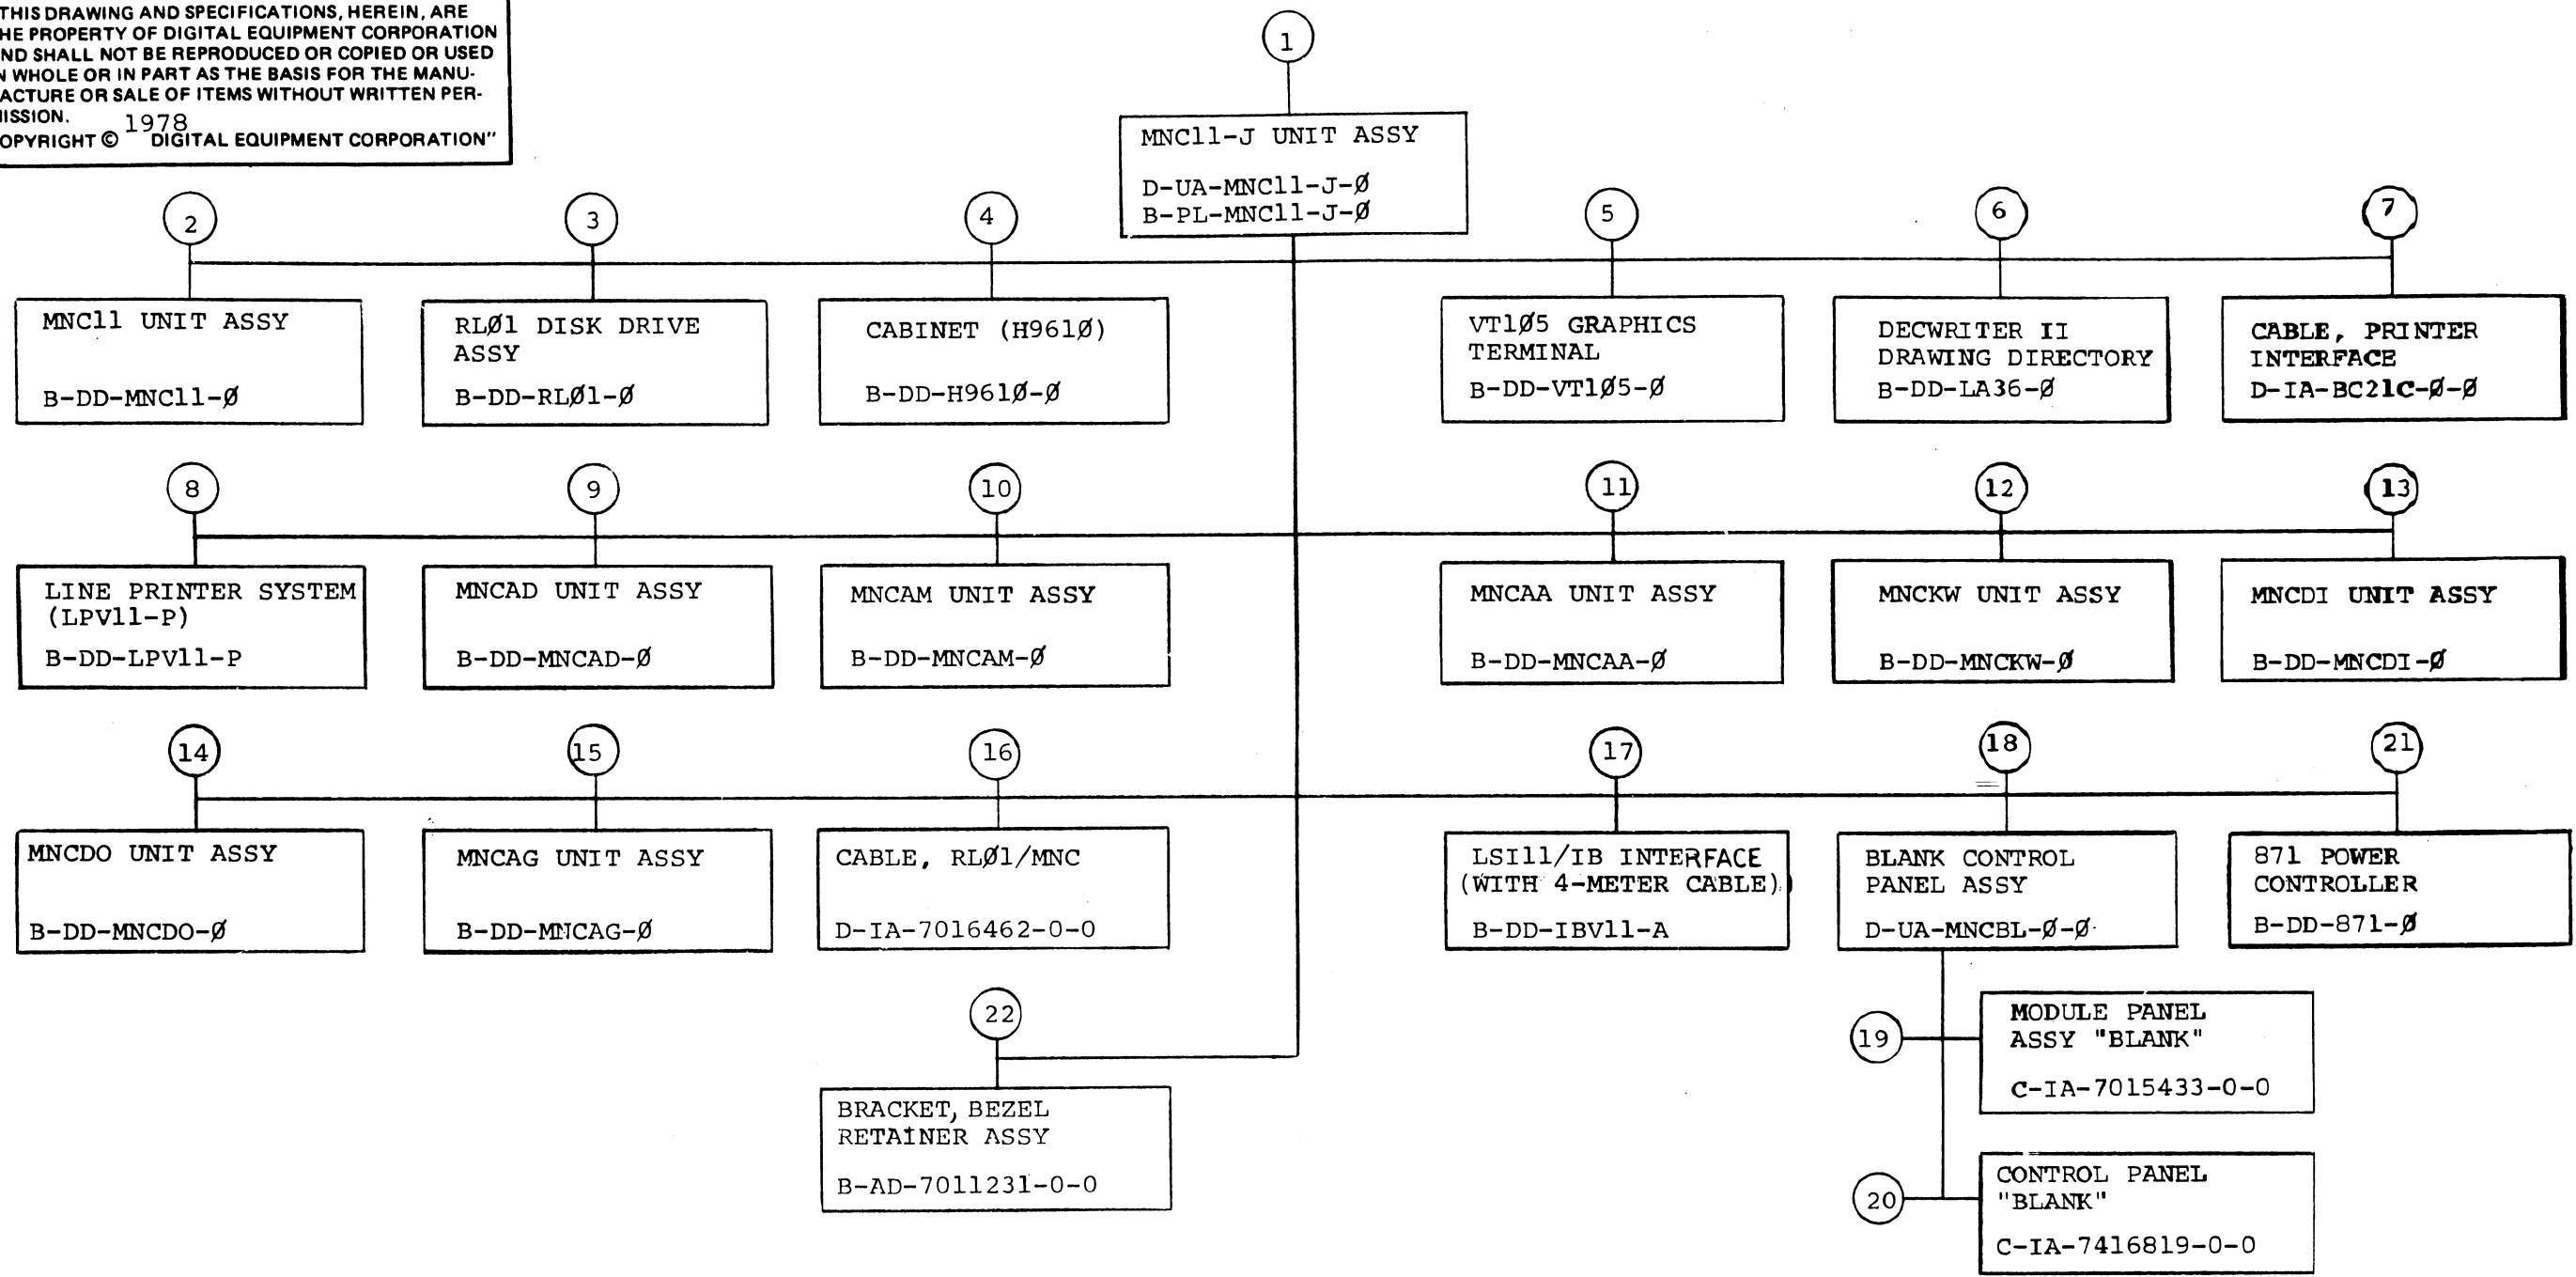 THIS DRAWING AND SPECIFICATIONS, HEREIN, ARE
HE PROPERTY OF DIGITAL EQUIPMENT CORPORATION
ND SHALL NOT BE REPRODUCED OR COPIED OR USED
N WHOLE OR IN PART AS THE BASIS FOR THE MANU-
ACTURE OR SALE OF ITEMS WITHOUT WRITTEN PER-
IISSION.
OPYRIGHT © 1978 DIGITAL EQUIPMENT CORPORATION"
1
MNC11-J UNIT ASSY
D-UA-MNC11-J-Ø
B-PL-MNC11-J-Ø
2
MNC11 UNIT ASSY
B-DD-MNC11-Ø
3
RLØ1 DISK DRIVE
ASSY
B-DD-RLØ1-Ø
4
CABINET (H961Ø)
B-DD-H961Ø-Ø
5
VT1Ø5 GRAPHICS
TERMINAL
B-DD-VT1Ø5-Ø
6
DECWRITER II
DRAWING DIRECTORY
B-DD-LA36-Ø
7
CABLE, PRINTER
INTERFACE
D-IA-BC21C-Ø-Ø
8
LINE PRINTER SYSTEM
(LPV11-P)
B-DD-LPV11-P
9
MNCAD UNIT ASSY
B-DD-MNCAD-Ø
10
MNCAM UNIT ASSY
B-DD-MNCAM-Ø
11
MNCAA UNIT ASSY
B-DD-MNCAA-Ø
12
MNCKW UNIT ASSY
B-DD-MNCKW-Ø
13
MNCDI UNIT ASSY
B-DD-MNCDI-Ø
14
MNCDO UNIT ASSY
B-DD-MNCDO-Ø
15
MNCAG UNIT ASSY
B-DD-MNCAG-Ø
16
CABLE, RLØ1/MNC
D-IA-7016462-0-0
17
LSI11/IB INTERFACE
(WITH 4-METER CABLE)
B-DD-IBV11-A
18
BLANK CONTROL
PANEL ASSY
D-UA-MNCBL-Ø-Ø
21
871 POWER
CONTROLLER
B-DD-871-Ø
22
BRACKET, BEZEL
RETAINER ASSY
B-AD-7011231-0-0
19
MODULE PANEL
ASSY "BLANK"
C-IA-7015433-0-0
20
CONTROL PANEL
"BLANK"
C-IA-7416819-0-0